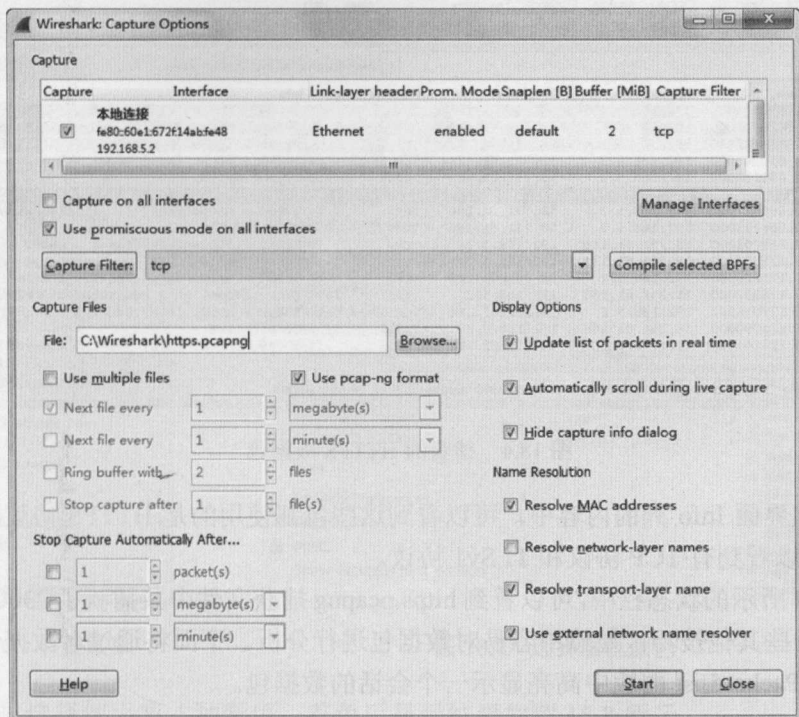 Wireshark: Capture Options
Capture
Capture Interface Link-layer header Prom. Mode Snaplen [B] Buffer [MiB] Capture Filter
本地连接
fe80::60e1:672f:14ab:fe48 Ethernet enabled default 2 tcp
192.168.5.2
Capture on all interfaces Manage Interfaces
Use promiscuous mode on all interfaces
Capture Filter: tcp Compile selected BPFs
Capture Files Display Options
File: C:\Wireshark\https.pcapng Browse... Update list of packets in real time
Use multiple files Use pcap-ng format Automatically scroll during live capture
Next file every 1 megabyte(s)
Next file every 1 minute(s) Hide capture info dialog
Ring buffer with 2 files Name Resolution
Stop capture after 1 file(s) Resolve MAC addresses
Stop Capture Automatically After... Resolve network-layer names
1 packet(s)
1 megabyte(s) Resolve transport-layer name
1 minute(s) Use external network name resolver
Help Start Close